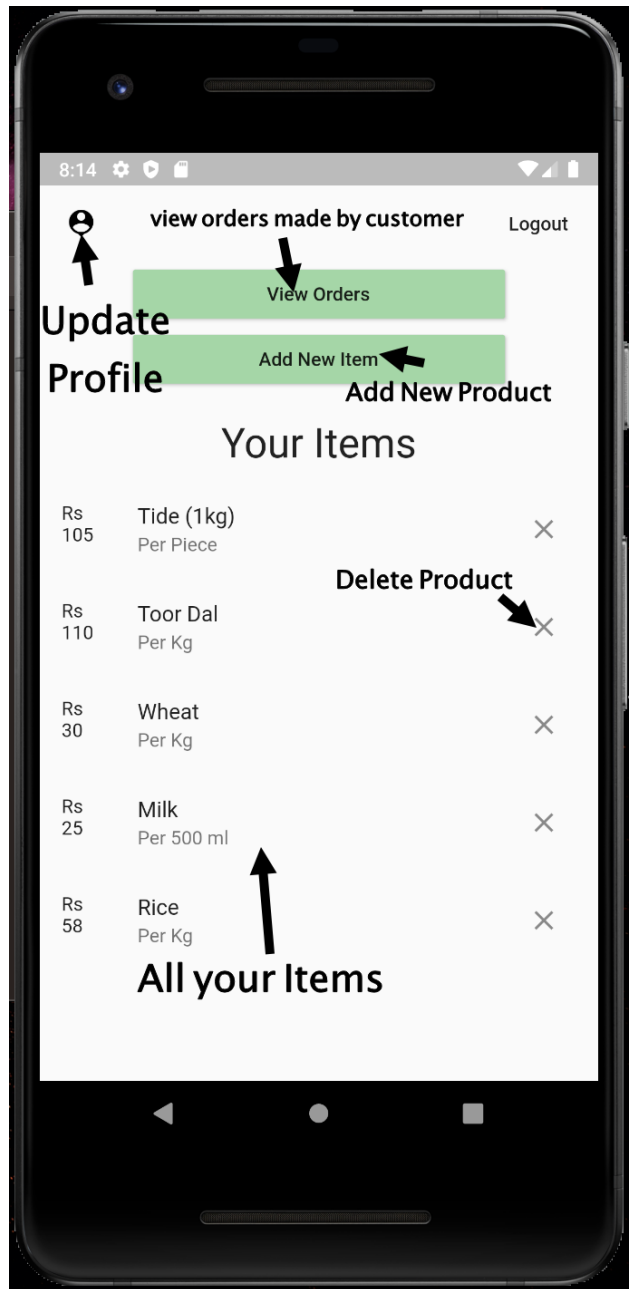 8:14
view orders made by customer
Logout
View Orders
Update
Profile
Add New Item
Add New Product
Your Items
Rs
105
Tide (1kg)
Per Piece
Delete Product
Rs
110
Toor Dal
Per Kg
Rs
30
Wheat
Per Kg
Rs
25
Milk
Per 500 ml
Rs
58
Rice
Per Kg
All your Items